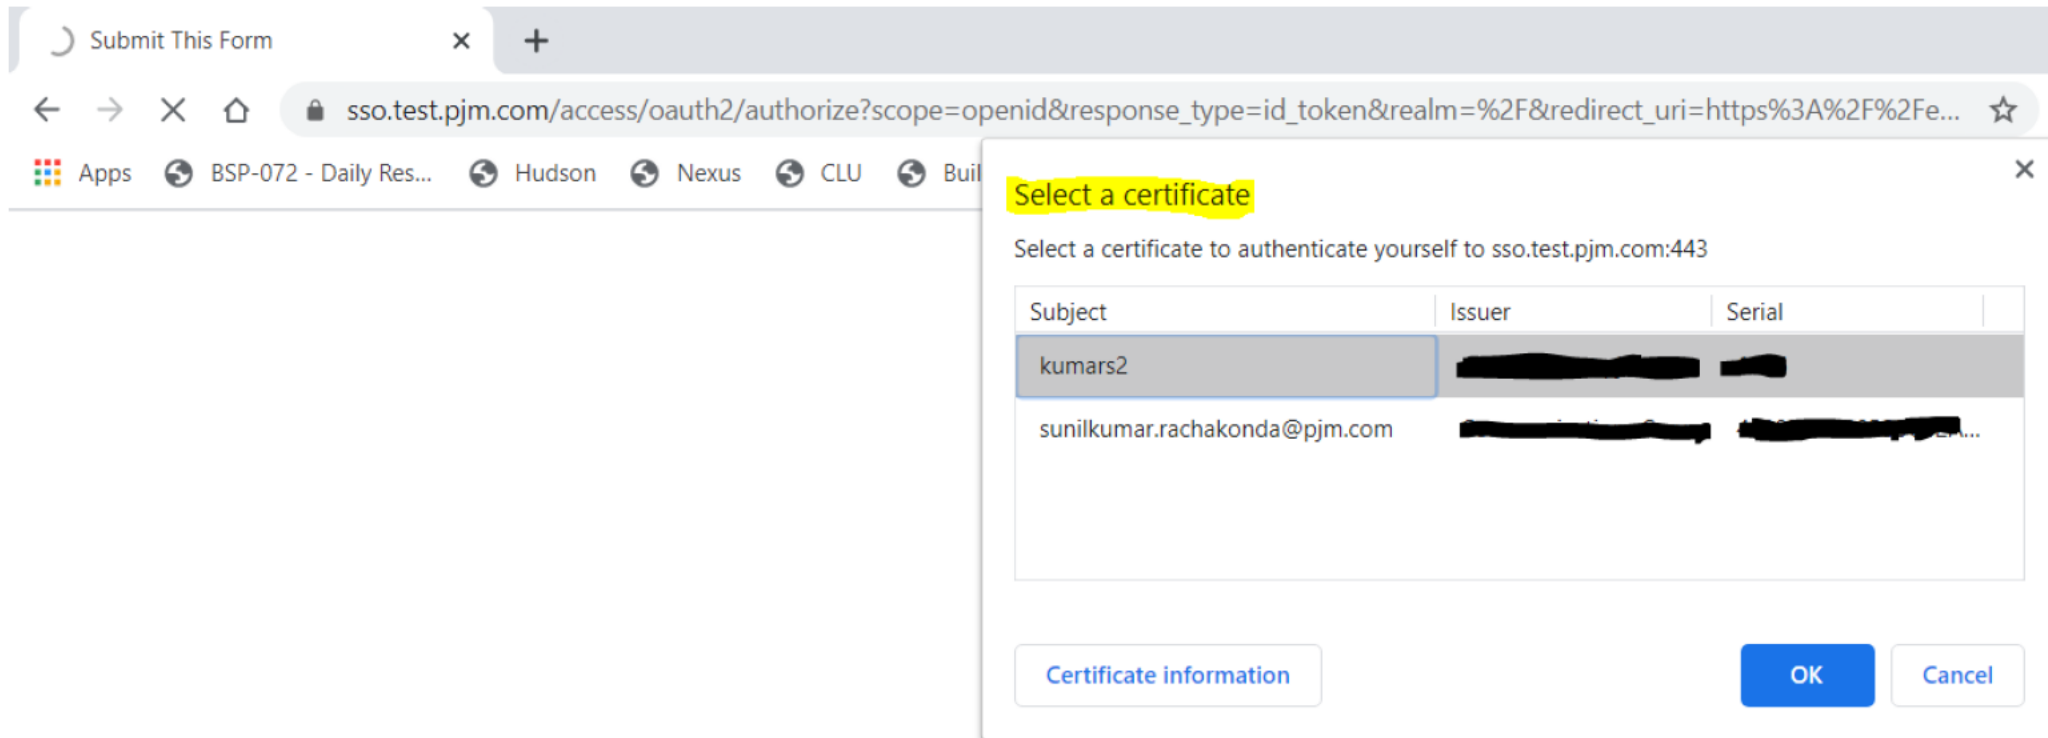 Submit This Form
sso.test.pjm.com/access/oauth2/authorize?scope=openid&response_type=id_token&realm=%2F&redirect_uri=https%3A%2F%2Fe...
Apps BSP-072 - Daily Res... Hudson Nexus CLU Buil
Select a certificate
Select a certificate to authenticate yourself to sso.test.pjm.com:443
Subject Issuer Serial
kumars2
sunilkumar.rachakonda@pjm.com
Certificate information OK Cancel